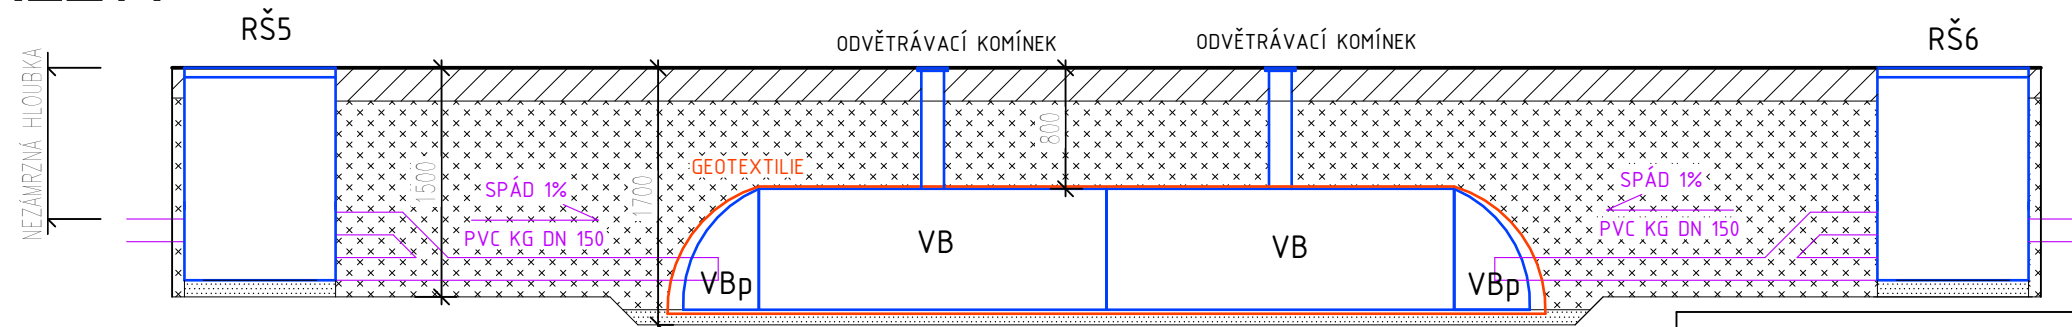 RŠ5
ODVĚTRÁVACÍ KOMÍNEK
ODVĚTRÁVACÍ KOMÍNEK
RŠ6
NEZÁMRZNÁ HLOUBKA
1500
1700
800
GEOTEXTILIE
SPÁD 1%
PVC KG DN 150
SPÁD 1%
PVC KG DN 150
VB
VB
VBp
VBp